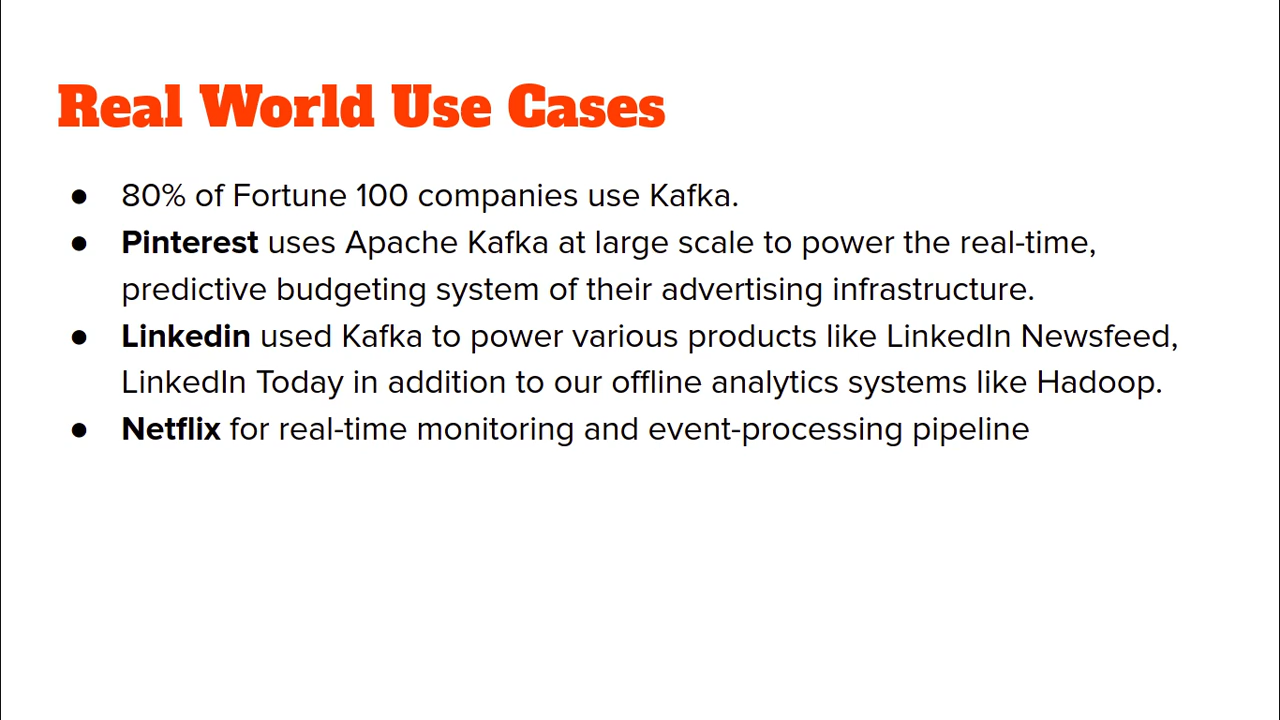 Real World Use Cases
● 80% of Fortune 100 companies use Kafka.
● Pinterest uses Apache Kafka at large scale to power the real-time,
predictive budgeting system of their advertising infrastructure.
● Linkedin used Kafka to power various products like LinkedIn Newsfeed,
LinkedIn Today in addition to our offline analytics systems like Hadoop.
● Netflix for real-time monitoring and event-processing pipeline